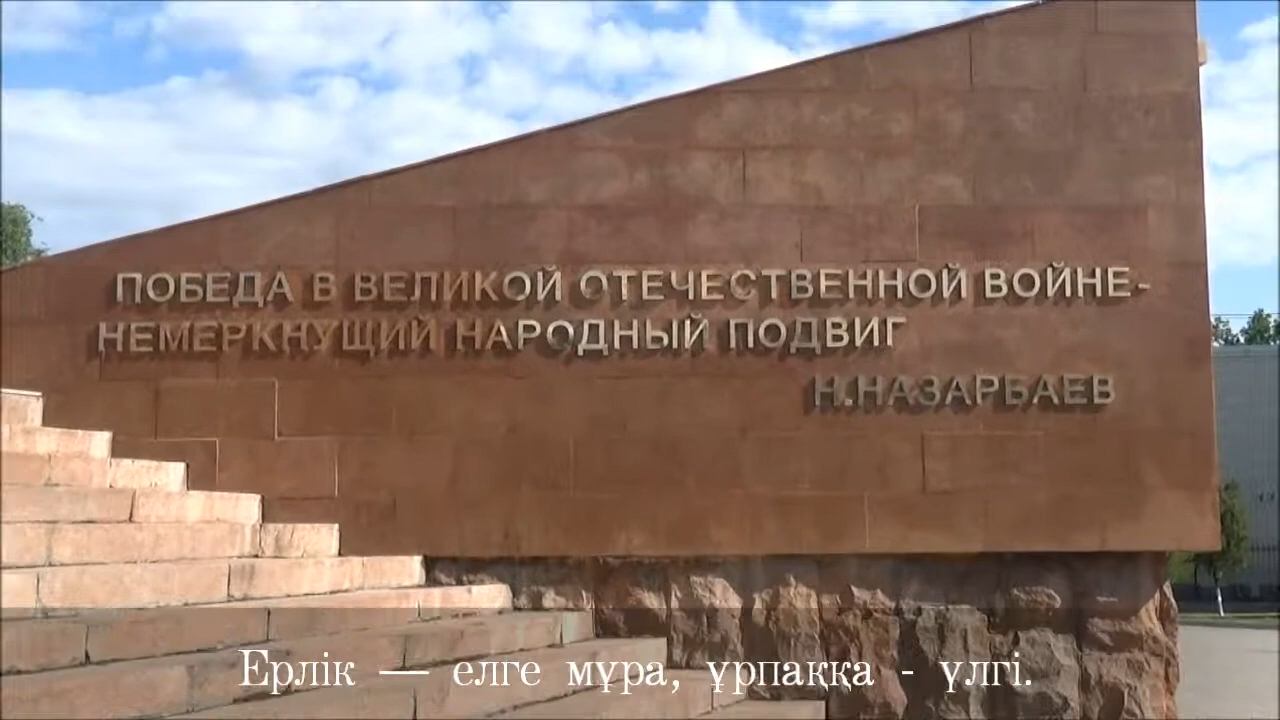 ПОБЕДА В ВЕЛИКОЙ ОТЕЧЕСТВЕННОЙ ВОЙНЕ-
НЕМЕРКНУЩИЙ НАРОДНЫЙ ПОДВИГ
Н.НАЗАРБАЕВ
Ерлік — елге мұра, ұрпаққа - үлгі.